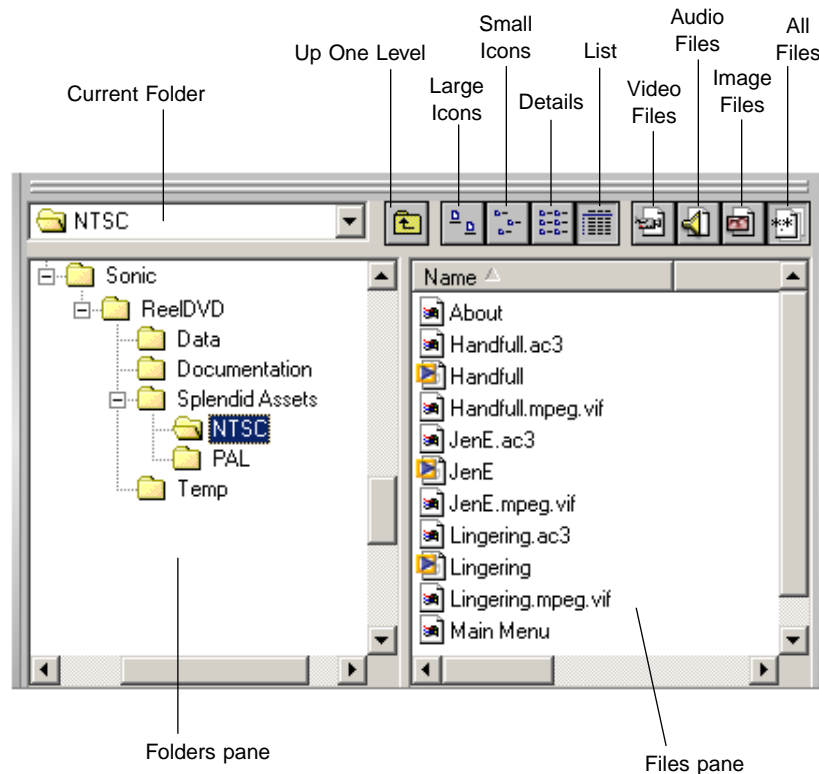 Current Folder
Up One Level
Large
Icons
Small
Icons
Details
List
Video
Files
Audio
Files
Image
Files
All
Files
NTSC
Sonic
ReelDVD
Data
Documentation
Splendid Assets
NTSC
PAL
Temp
Name
About
Handfull.ac3
Handfull
Handfull.mpeg.vif
JenE.ac3
JenE
JenE.mpeg.vif
Lingering.ac3
Lingering
Lingering.mpeg.vif
Main Menu
Folders pane
Files pane